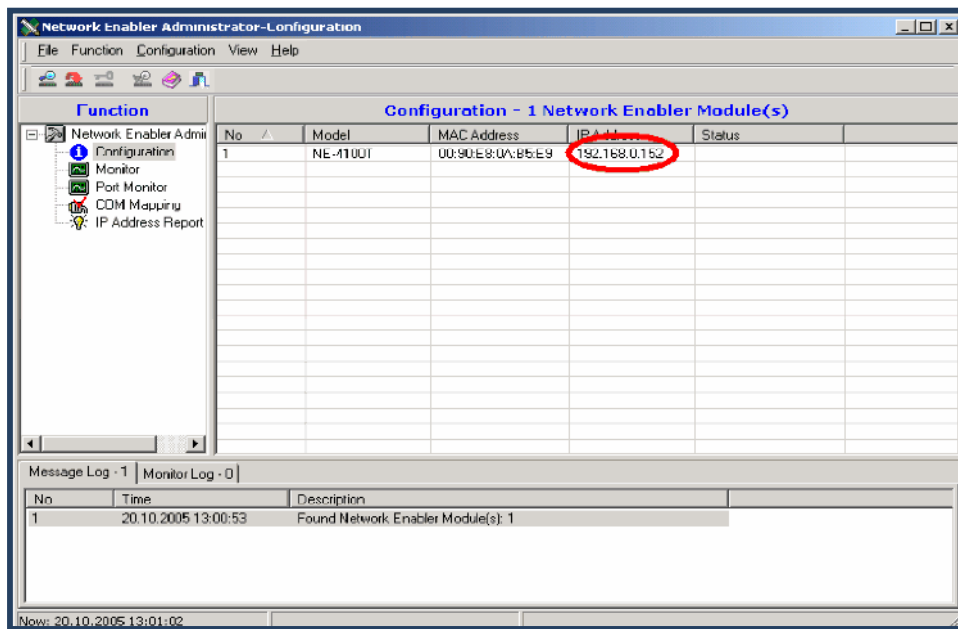 Network Enabler Administrator-Configuration
File Function Configuration View Help
Function
Configuration - 1 Network Enabler Module(s)
Network Enabler Admi
Configuration
Monitor
Port Monitor
COM Mapping
IP Address Report
No Model MAC Address IP Address Status
1 NE-4100T 00:90:E8:0A:B5:E9 192.168.0.152
Message Log - 1 Monitor Log - 0
No Time Description
1 20.10.2005 13:00:53 Found Network Enabler Module(s): 1
Now: 20.10.2005 13:01:02